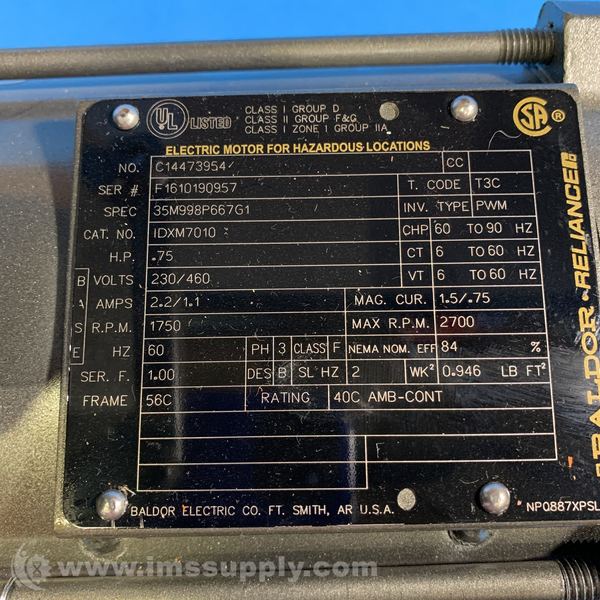 UL LISTED
CLASS I GROUP D
CLASS II GROUP F&G
CLASS I ZONE 1 GROUP IIA
SA ®
ELECTRIC MOTOR FOR HAZARDOUS LOCATIONS
NO. C14473954 CC
SER # F1610190957 T. CODE T3C
SPEC 35M998P667G1 INV. TYPE PWM
CAT. NO. IDXM7010 CHP 60 TO 90 HZ
H.P. .75 CT 6 TO 60 HZ
VOLTS 230/460 VT 6 TO 60 HZ
AMPS 2.2/1.1 MAG. CUR. 1.5/.75
R.P.M. 1750 MAX R.P.M. 2700
HZ 60 PH 3 CLASS F NEMA NOM. EFF 84 %
SER. F. 1.00 DES B SL HZ 2 WK² 0.946 LB FT²
FRAME 56C RATING 40C AMB-CONT
BASE
BALDOR ELECTRIC CO. FT. SMITH, AR U.S.A.
NP0887XPSL
BALDOR • RELIANCE
www.imssupply.com